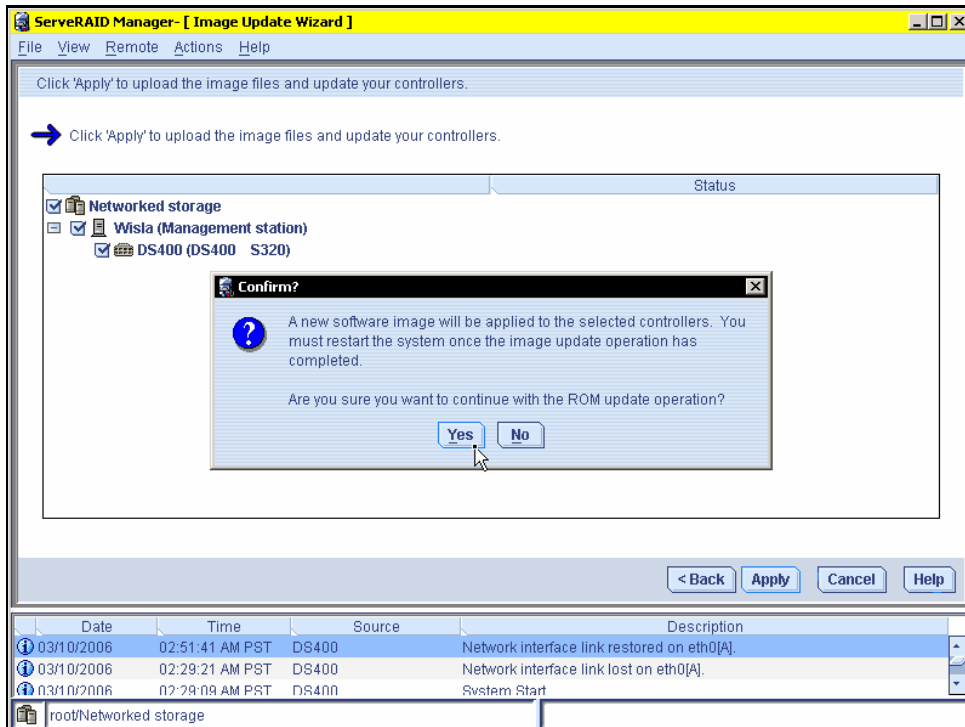 ServeRAID Manager- [ Image Update Wizard ]
File View Remote Actions Help
Click 'Apply' to upload the image files and update your controllers.
Click 'Apply' to upload the image files and update your controllers.
Status
Networked storage
Wisla (Management station)
DS400 (DS400 S320)
Confirm?
A new software image will be applied to the selected controllers. You
must restart the system once the image update operation has
completed.
Are you sure you want to continue with the ROM update operation?
Yes No
< Back Apply Cancel Help
Date Time Source Description
03/10/2006 02:51:41 AM PST DS400 Network interface link restored on eth0[A].
03/10/2006 02:29:21 AM PST DS400 Network interface link lost on eth0[A].
03/10/2006 02:29:09 AM PST DS400 System Start
root/Networked storage